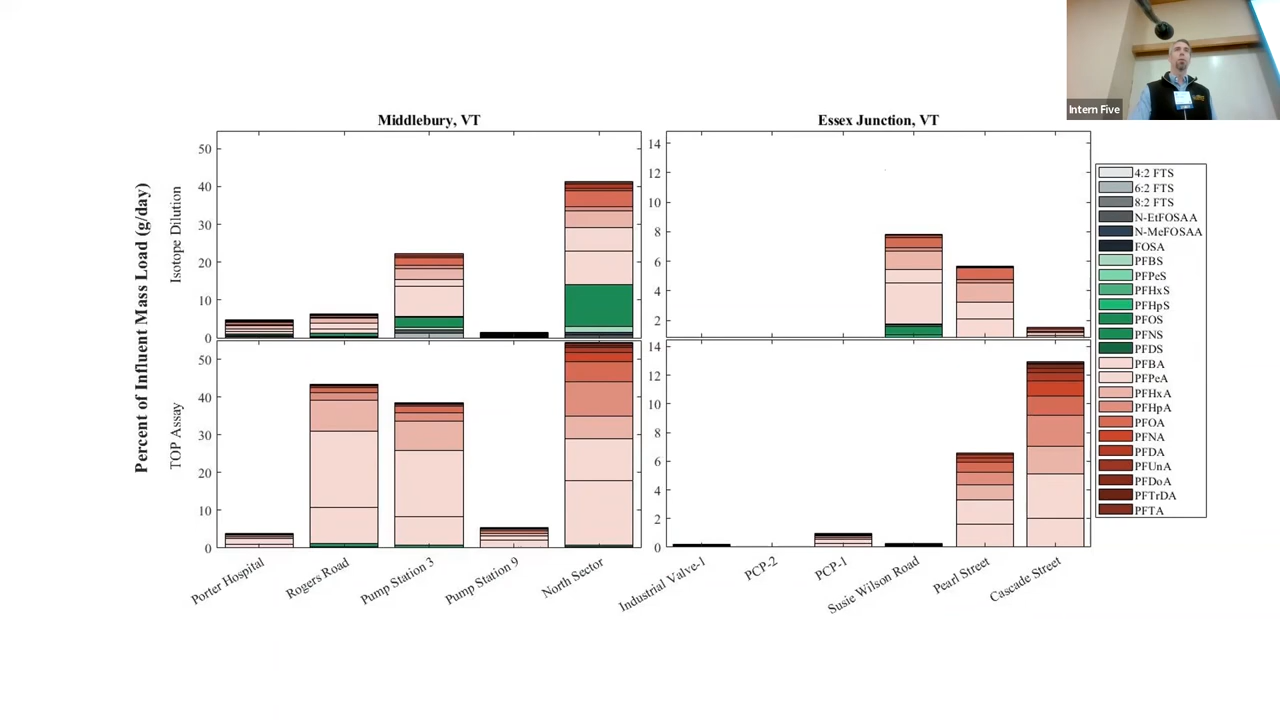 Intern Five
Middlebury, VT
Essex Junction, VT
Percent of Influent Mass Load (g/day)
Isotope Dilution
TOP Assay
50
40
30
20
10
0
50
40
30
20
10
0
14
12
10
8
6
4
2
14
12
10
8
6
4
2
0
Porter Hospital
Rogers Road
Pump Station 3
Pump Station 9
North Sector
Industrial Valve-1
PCP-2
PCP-1
Susie Wilson Road
Pearl Street
Cascade Street
4:2 FTS
6:2 FTS
8:2 FTS
N-EtFOSAA
N-MeFOSAA
FOSA
PFBS
PFPeS
PFHxS
PFHpS
PFOS
PFNS
PFDS
PFBA
PFPeA
PFHxA
PFHpA
PFOA
PFNA
PFDA
PFUnA
PFDoA
PFTrDA
PFTA